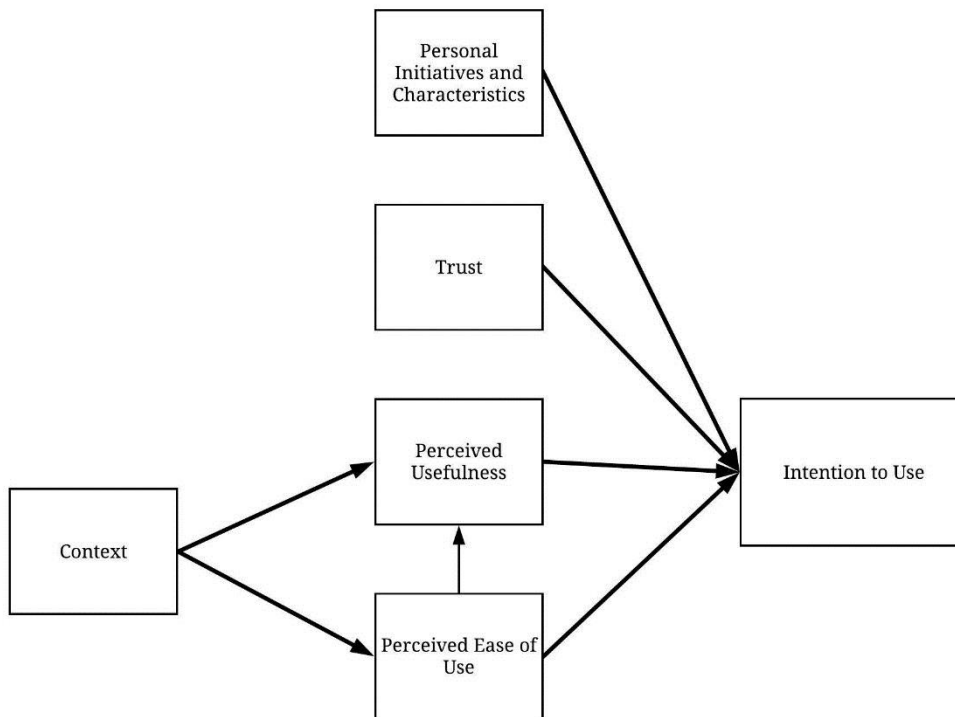 Personal
Initiatives and
Characteristics
Trust
Perceived
Usefulness
Intention to Use
Context
Perceived Ease of
Use